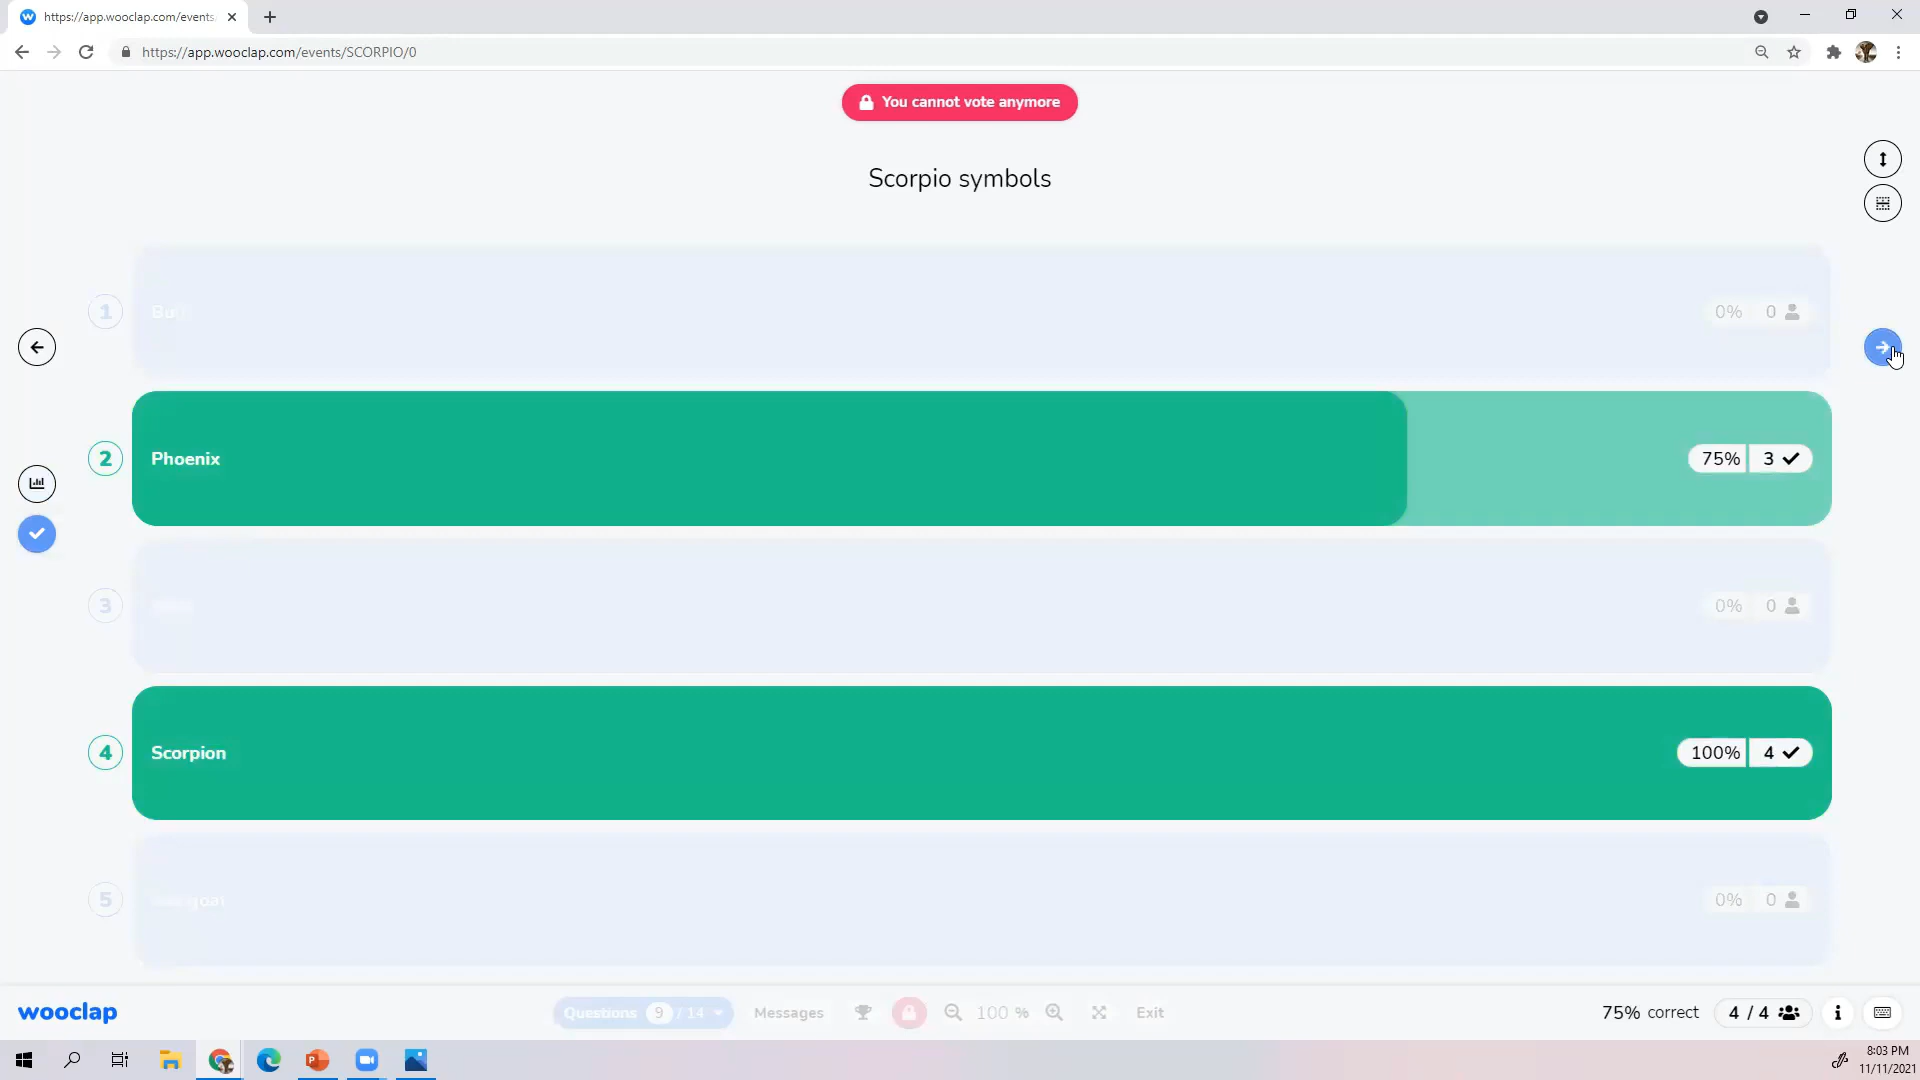 https://app.wooclap.com/events
https://app.wooclap.com/events/SCORPIO/0
You cannot vote anymore
Scorpio symbols
1
0% 0
2 Phoenix 75% 3
3
0% 0
4 Scorpion 100% 4
5
0% 0
wooclap
Questions 9 / 14
Messages
100 %
Exit
75% correct
4 / 4
8:03 PM
11/11/2021